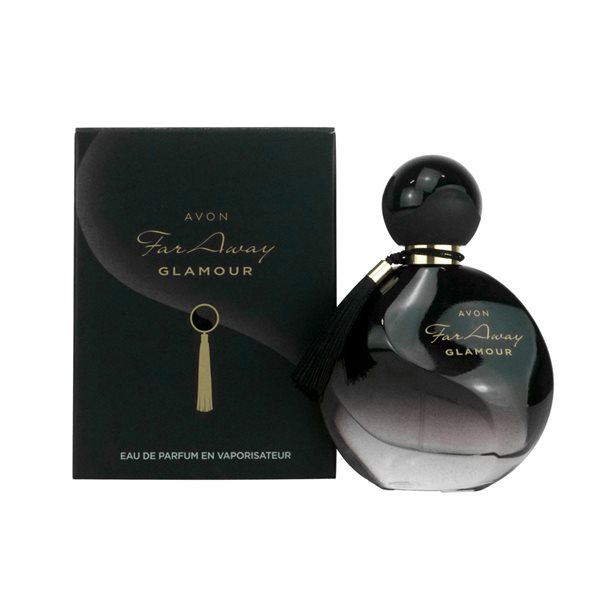 AVON
Far Away
GLAMOUR
EAU DE PARFUM EN VAPORISATEUR
AVON
Far Away
GLAMOUR